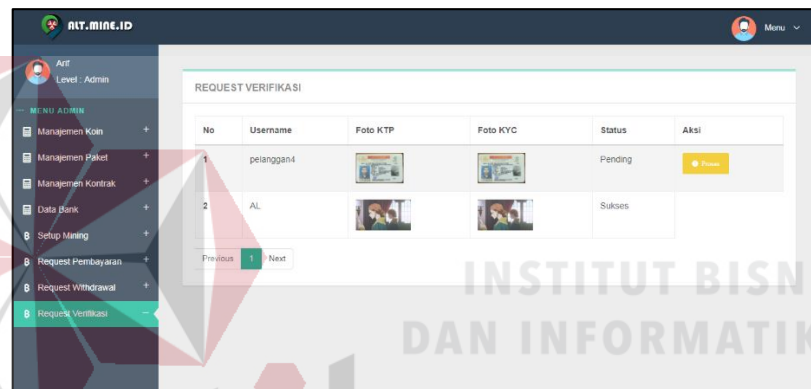 ALT.MINE.ID
Menu
Arif
Level : Admin
MENU ADMIN
Manajemen Koin +
Manajemen Paket +
Manajemen Kontrak +
Data Bank +
Setup Mining +
Request Pembayaran +
Request Withdrawal +
Request Verifikasi −
REQUEST VERIFIKASI
No Username Foto KTP Foto KYC Status Aksi
1 pelanggan4 Pending Proses
2 AL Sukses
Previous 1 Next
INSTITUT BISN
DAN INFORMATIK